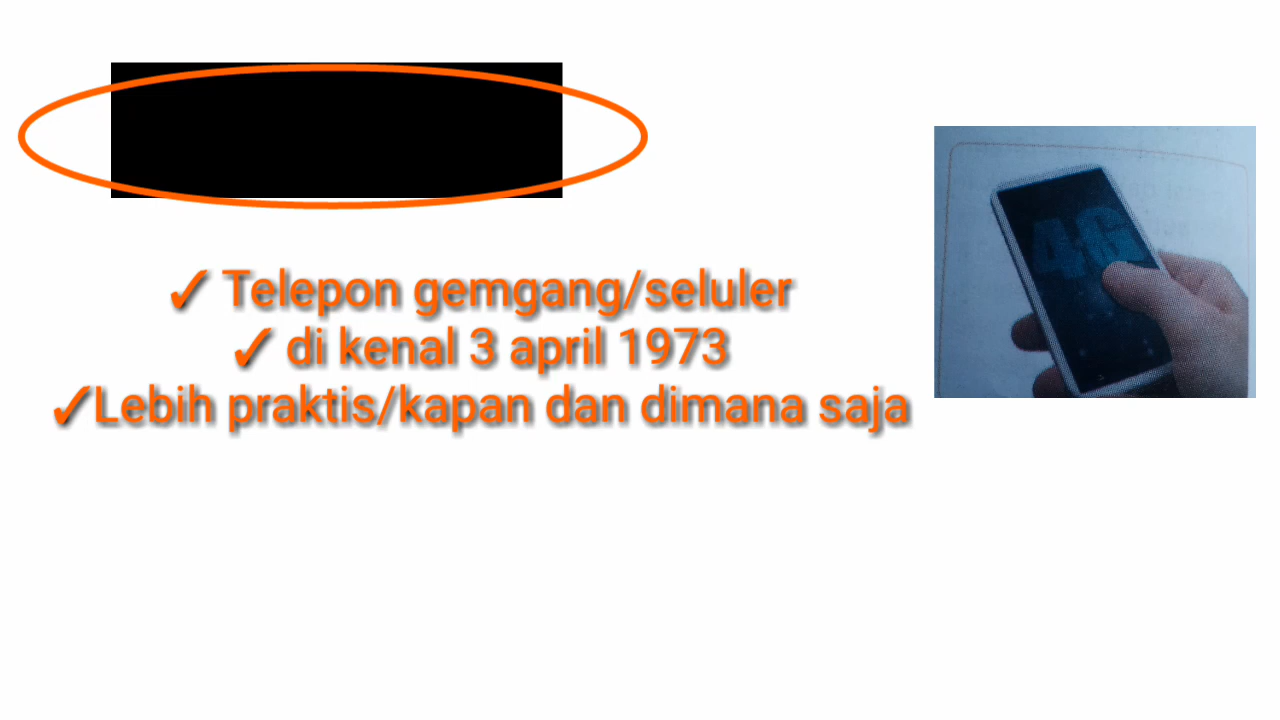 ✓ Telepon gemgang/seluler
✓ di kenal 3 april 1973
✓Lebih praktis/kapan dan dimana saja
4G